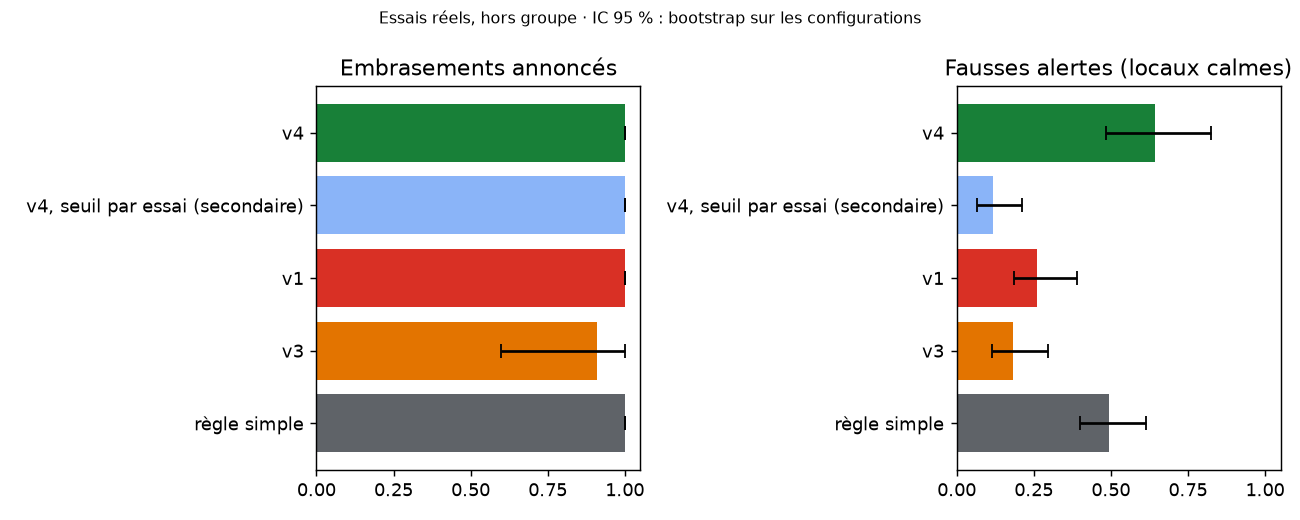 Essais réels, hors groupe · IC 95 % : bootstrap sur les configurations
Embrasements annoncés
v4
v4, seuil par essai (secondaire)
v1
v3
règle simple
0.00 0.25 0.50 0.75 1.00
Fausses alertes (locaux calmes)
v4
v4, seuil par essai (secondaire)
v1
v3
règle simple
0.00 0.25 0.50 0.75 1.00